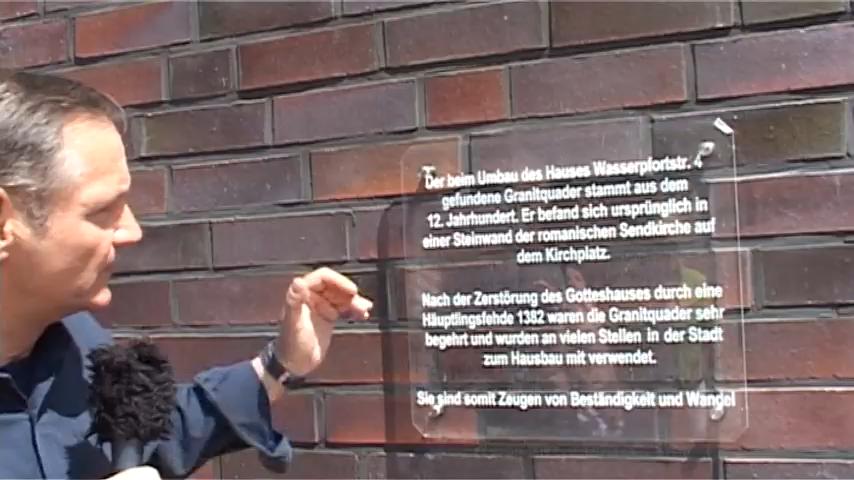 Der beim Umbau des Hauses Wasserpfortstr. 4
gefundene Granitquader stammt aus dem
12. Jahrhundert. Er befand sich ursprünglich in
einer Steinwand der romanischen Sendkirche auf
dem Kirchplatz.
Nach der Zerstörung des Gotteshauses durch eine
Häuptlingsfehde 1382 waren die Granitquader sehr
begehrt und wurden an vielen Stellen in der Stadt
zum Hausbau mit verwendet.
Sie sind somit Zeugen von Beständigkeit und Wandel